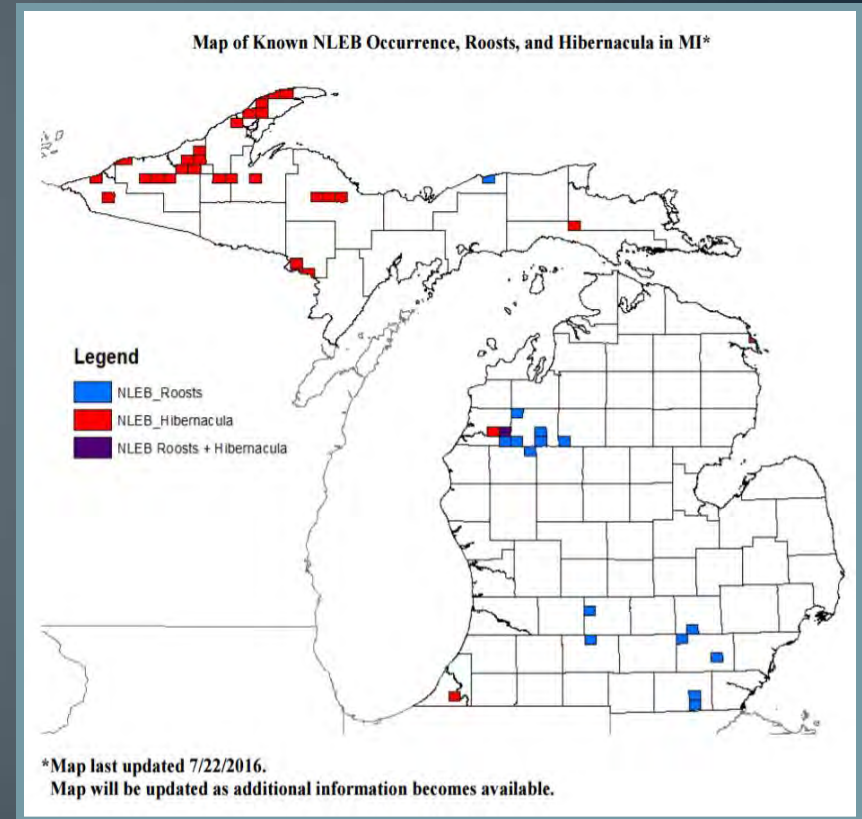 Map of Known NLEB Occurrence, Roosts, and Hibernacula in MI*
Legend
NLEB_Roosts
NLEB_Hibernacula
NLEB Roosts + Hibernacula
*Map last updated 7/22/2016.
Map will be updated as additional information becomes available.